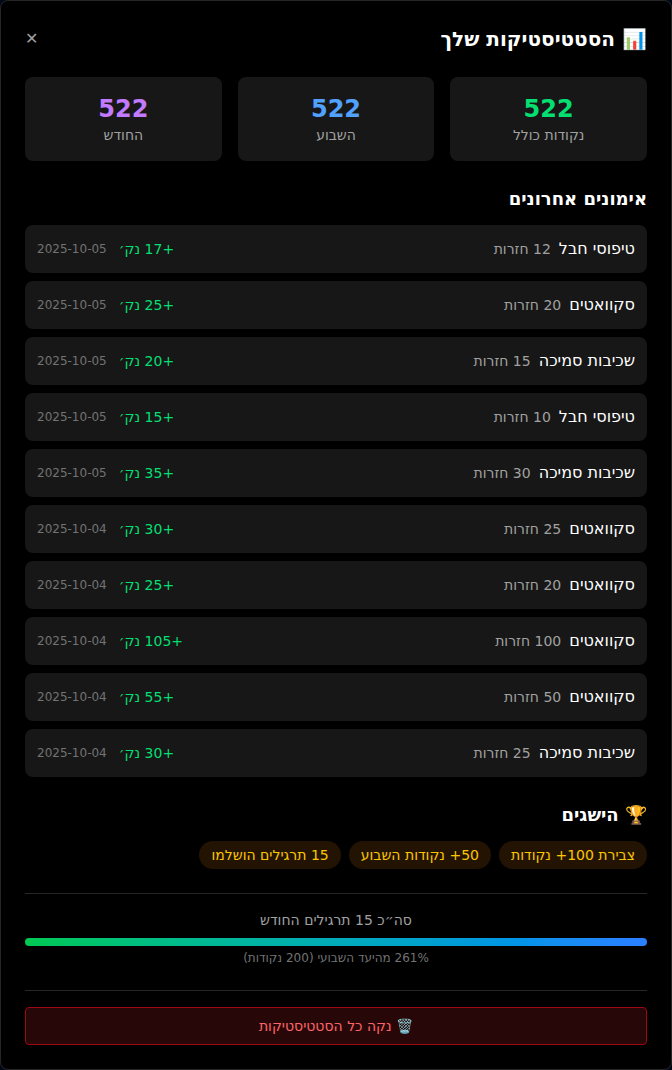 📊 הסטטיסטיקות שלך ✕
522 522 522
נקודות כולל השבוע החודש
אימונים אחרונים
טיפוסי חבל 12 חזרות +17 נק׳ 2025-10-05
סקוואטים 20 חזרות +25 נק׳ 2025-10-05
שכיבות סמיכה 15 חזרות +20 נק׳ 2025-10-05
טיפוסי חבל 10 חזרות +15 נק׳ 2025-10-05
שכיבות סמיכה 30 חזרות +35 נק׳ 2025-10-05
סקוואטים 25 חזרות +30 נק׳ 2025-10-04
סקוואטים 20 חזרות +25 נק׳ 2025-10-04
סקוואטים 100 חזרות +105 נק׳ 2025-10-04
סקוואטים 50 חזרות +55 נק׳ 2025-10-04
שכיבות סמיכה 25 חזרות +30 נק׳ 2025-10-04
🏆 הישגים
צבירת 100+ נקודות 50+ נקודות השבוע 15 תרגילים הושלמו
סה״כ 15 תרגילים החודש
261% מהיעד השבועי (200 נקודות)
🗑️ נקה כל הסטטיסטיקות